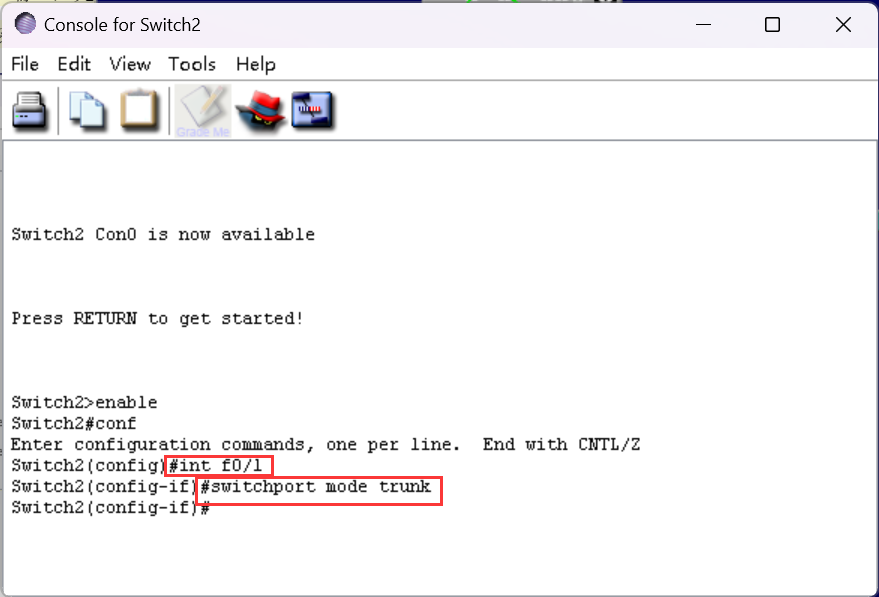 Console for Switch2
File Edit View Tools Help
Grade Me
Switch2 Con0 is now available
Press RETURN to get started!
Switch2>enable
Switch2#conf
Enter configuration commands, one per line.  End with CNTL/Z
Switch2(config)#int f0/1
Switch2(config-if)#switchport mode trunk
Switch2(config-if)#